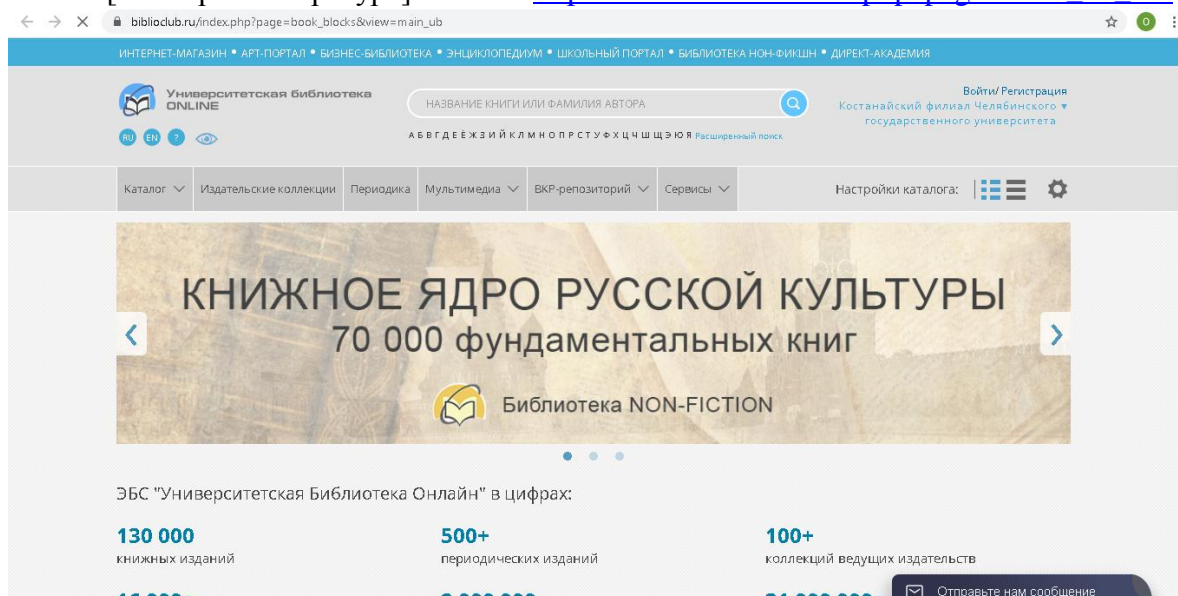 biblioclub.ru/index.php?page=book_blocks&view=main_ub
О
ИНТЕРНЕТ-МАГАЗИН • АРТ-ПОРТАЛ • БИЗНЕС-БИБЛИОТЕКА • ЭНЦИКЛОПЕДИУМ • ШКОЛЬНЫЙ ПОРТАЛ • БИБЛИОТЕКА НОН-ФИКШН • ДИРЕКТ-АКАДЕМИЯ
Университетская библиотека
ONLINE
НАЗВАНИЕ КНИГИ ИЛИ ФАМИЛИЯ АВТОРА
Войти/ Регистрация
Костанайский филиал Челябинского
государственного университета
RU EN ?
А Б В Г Д Е Ё Ж З И Й К Л М Н О П Р С Т У Ф Х Ц Ч Ш Щ Э Ю Я Расширенный поиск
Каталог Издательские коллекции Периодика Мультимедиа ВКР-репозиторий Сервисы Настройки каталога:
КНИЖНОЕ ЯДРО РУССКОЙ КУЛЬТУРЫ
70 000 фундаментальных книг
Библиотека NON-FICTION
ЭБС "Университетская Библиотека Онлайн" в цифрах:
130 000 500+ 100+
книжных изданий периодических изданий коллекций ведущих издательств
Отправьте нам сообщение